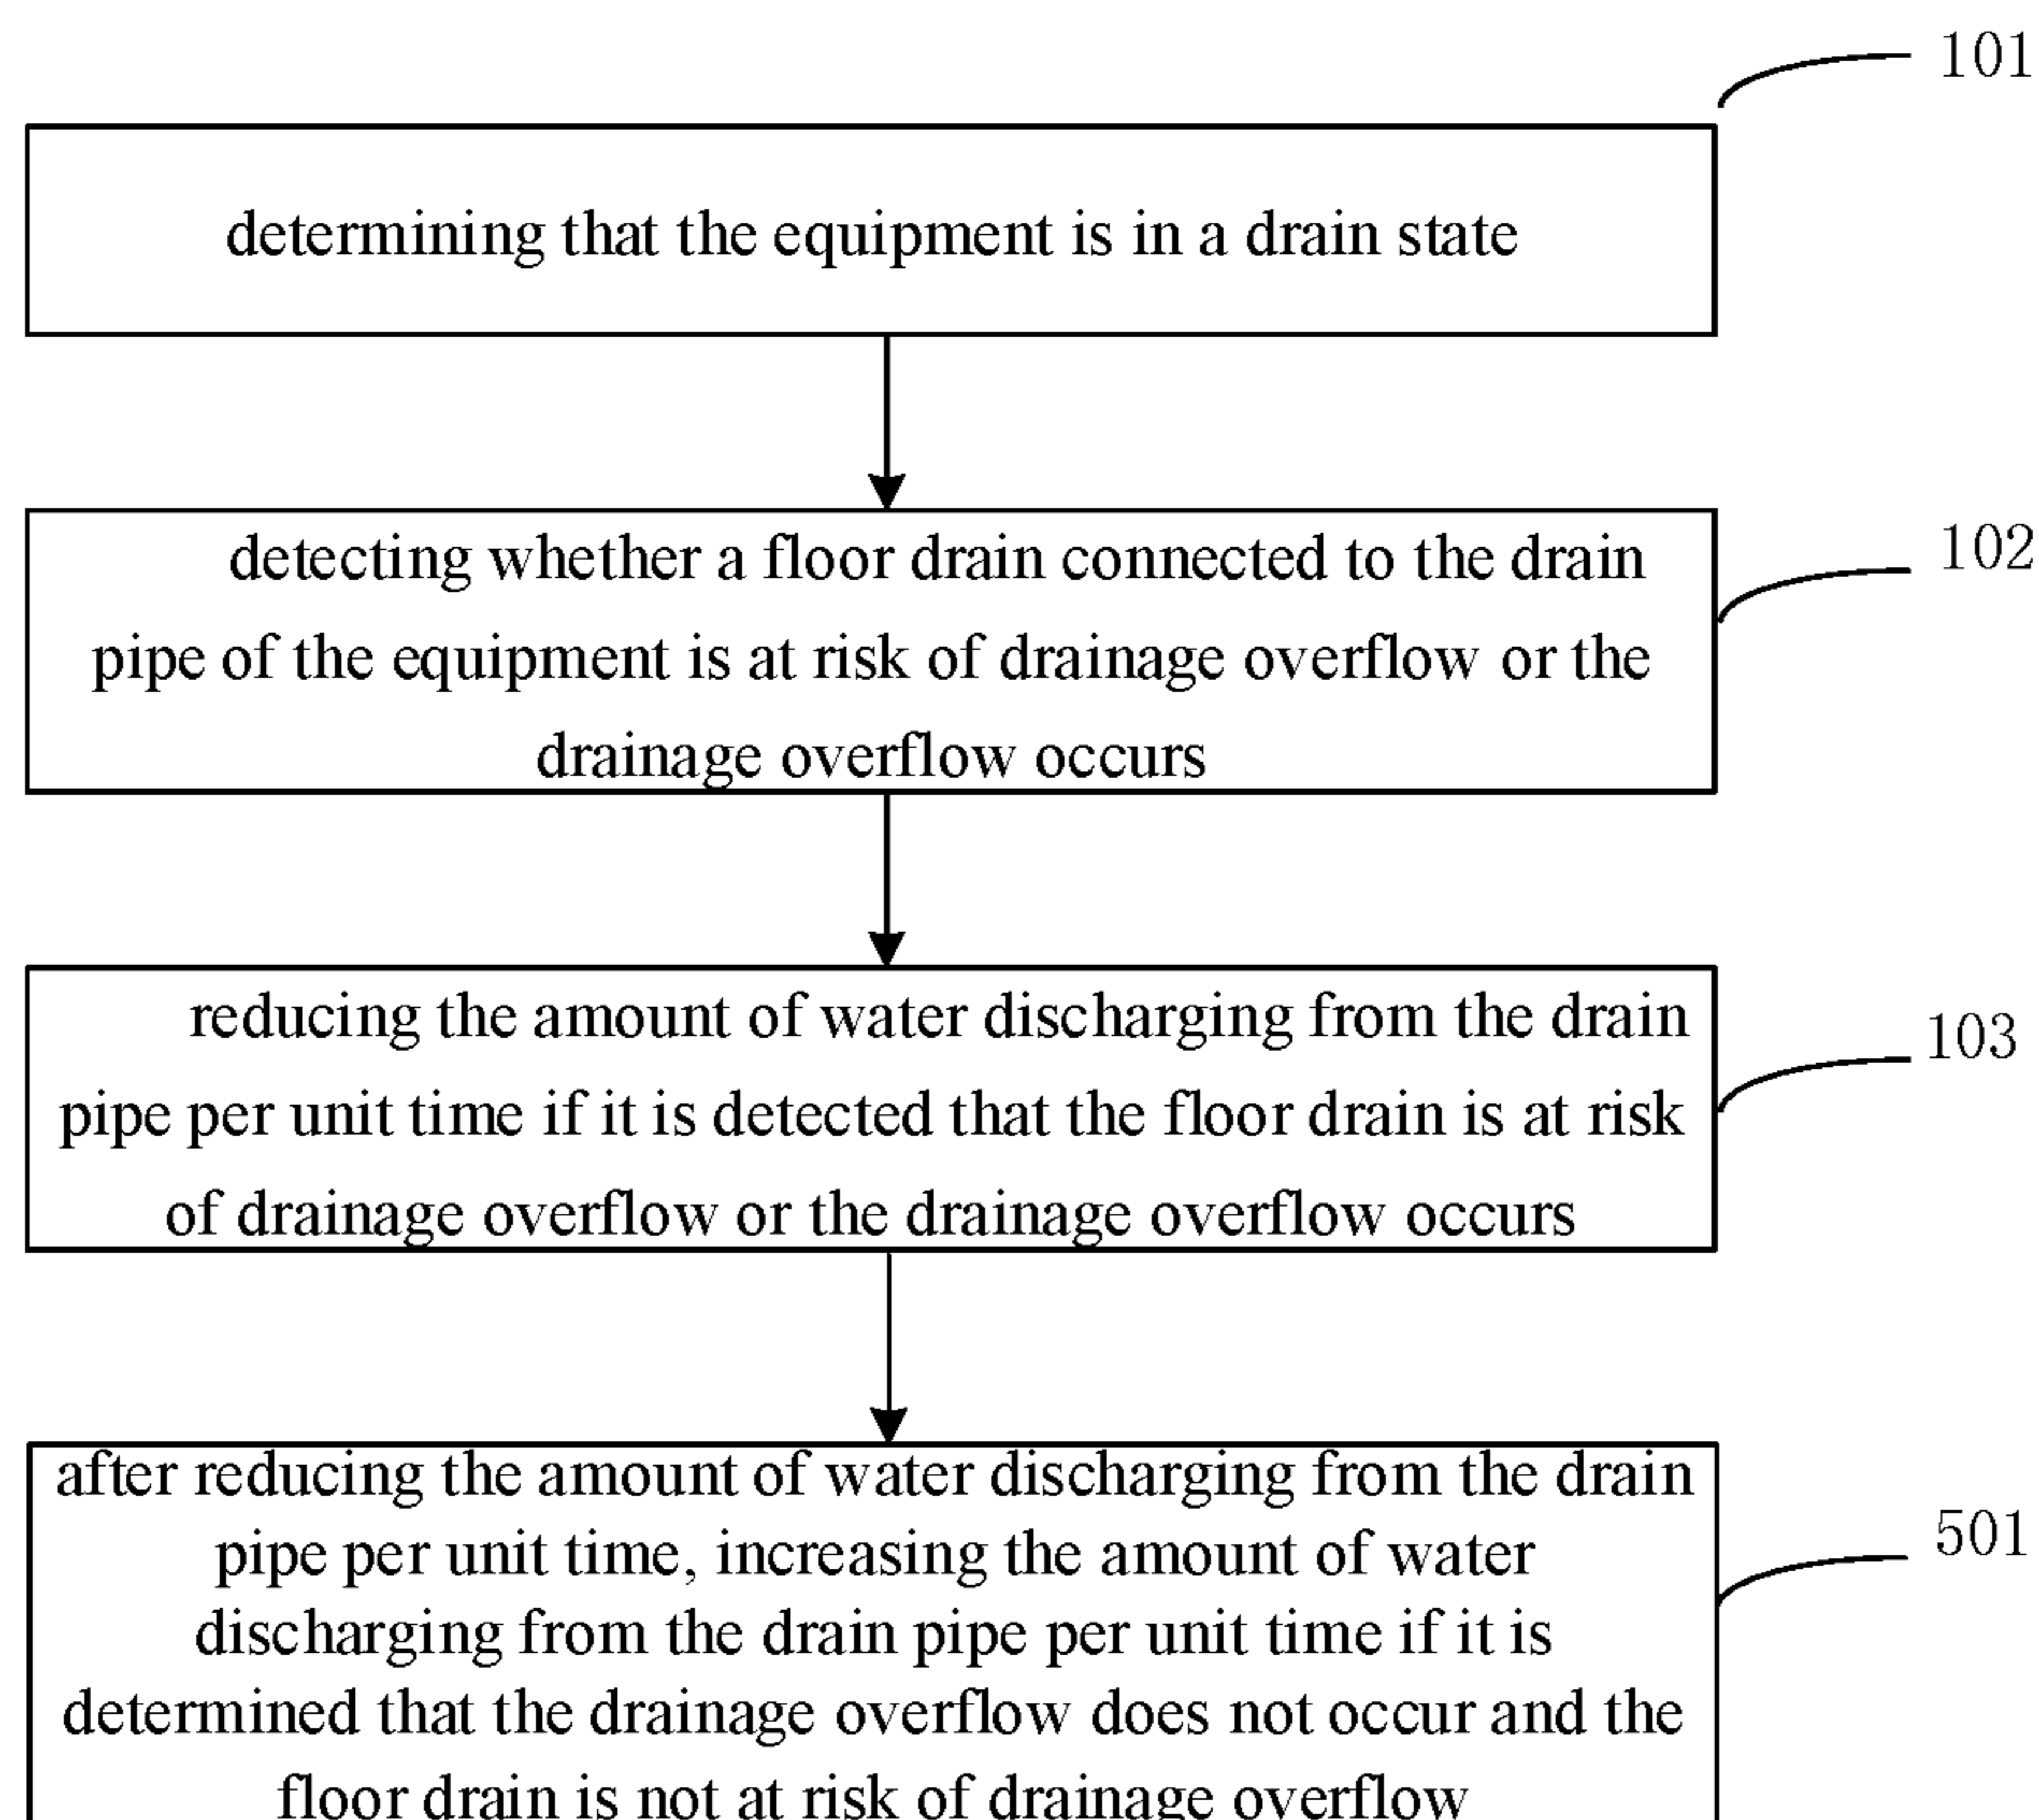 101
determining that the equipment is in a drain state
detecting whether a floor drain connected to the drain
102
pipe of the equipment is at risk of drainage overflow or the
drainage overflow occurs
reducing the amount of water discharging from the drain
103
pipe per unit time if it is detected that the floor drain is at risk
of drainage overflow or the drainage overflow occurs
after reducing the amount of water discharging from the drain
501
pipe per unit time, increasing the amount of water
discharging from the drain pipe per unit time if it is
determined that the drainage overflow does not occur and the
floor drain is not at risk of drainage overflow